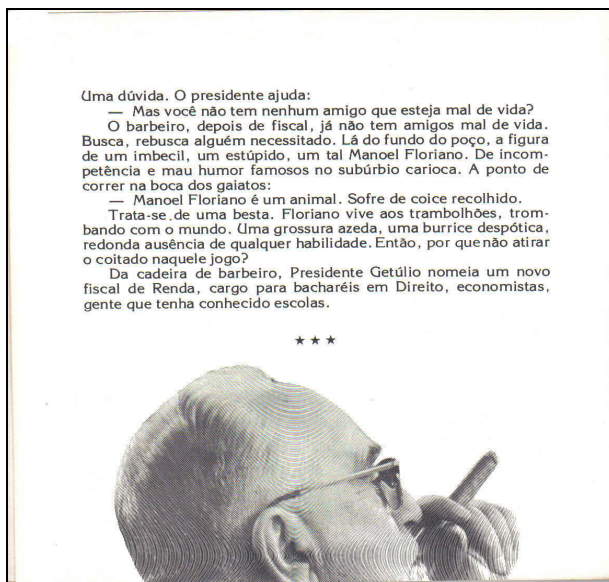 Uma dúvida. O presidente ajuda:
— Mas você não tem nenhum amigo que esteja mal de vida?
O barbeiro, depois de fiscal, já não tem amigos mal de vida.
Busca, rebusca alguém necessitado. Lá do fundo do poço, a figura
de um imbecil, um estúpido, um tal Manoel Floriano. De incom-
petência e mau humor famosos no subúrbio carioca. A ponto de
correr na boca dos gaiatos:
— Manoel Floriano é um animal. Sofre de coice recolhido.
Trata-se de uma besta. Floriano vive aos trambolhões, trom-
bando com o mundo. Uma grossura azeda, uma burrice despótica,
redonda ausência de qualquer habilidade. Então, por que não atirar
o coitado naquele jogo?
Da cadeira de barbeiro, Presidente Getúlio nomeia um novo
fiscal de Renda, cargo para bacharéis em Direito, economistas,
gente que tenha conhecido escolas.
★ ★ ★